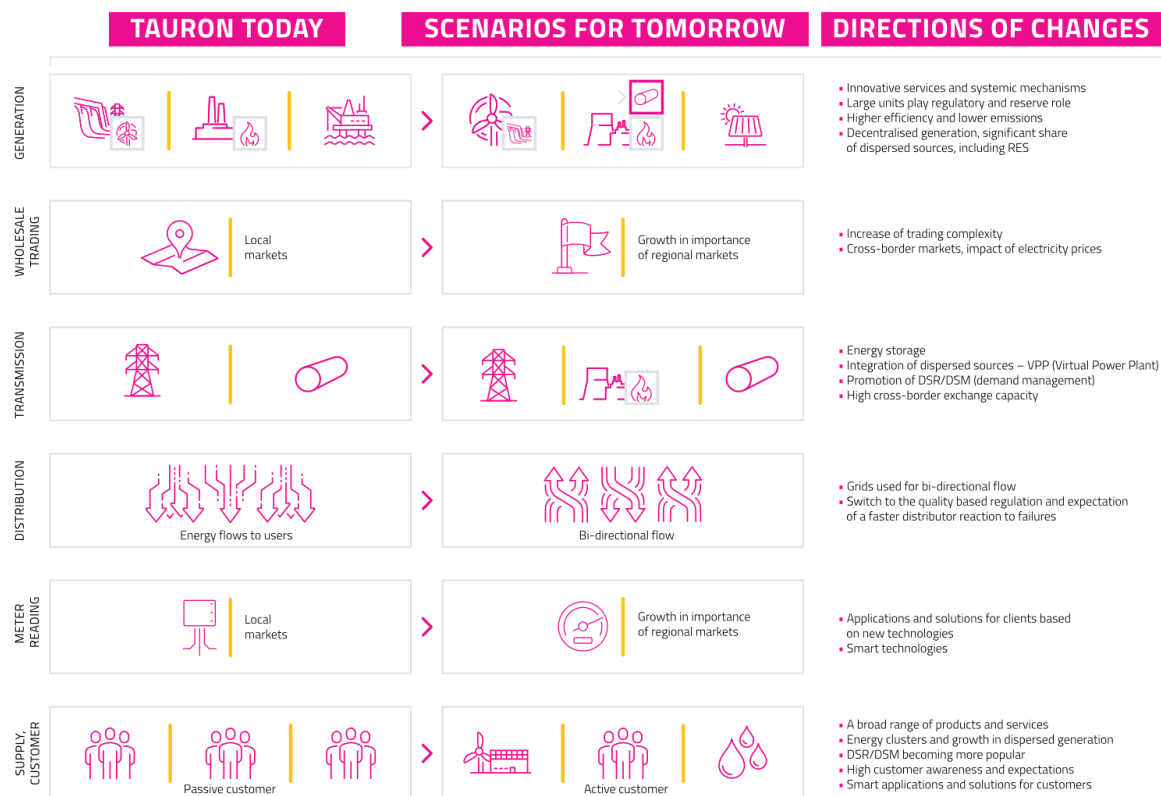 TAURON TODAY
SCENARIOS FOR TOMORROW
DIRECTIONS OF CHANGES
GENERATION
▪ Innovative services and systemic mechanisms
▪ Large units play regulatory and reserve role
▪ Higher efficiency and lower emissions
▪ Decentralised generation, significant share
of dispersed sources, including RES
WHOLESALE
TRADING
Local
markets
Growth in importance
of regional markets
▪ Increase of trading complexity
▪ Cross-border markets, impact of electricity prices
TRANSMISSION
▪ Energy storage
▪ Integration of dispersed sources – VPP (Virtual Power Plant)
▪ Promotion of DSR/DSM (demand management)
▪ High cross-border exchange capacity
DISTRIBUTION
Energy flows to users
Bi-directional flow
▪ Grids used for bi-directional flow
▪ Switch to the quality based regulation and expectation
of a faster distributor reaction to failures
METER
READING
Local
markets
Growth in importance
of regional markets
▪ Applications and solutions for clients based
on new technologies
▪ Smart technologies
SUPPLY,
CUSTOMER
Passive customer
Active customer
▪ A broad range of products and services
▪ Energy clusters and growth in dispersed generation
▪ DSR/DSM becoming more popular
▪ High customer awareness and expectations
▪ Smart applications and solutions for customers